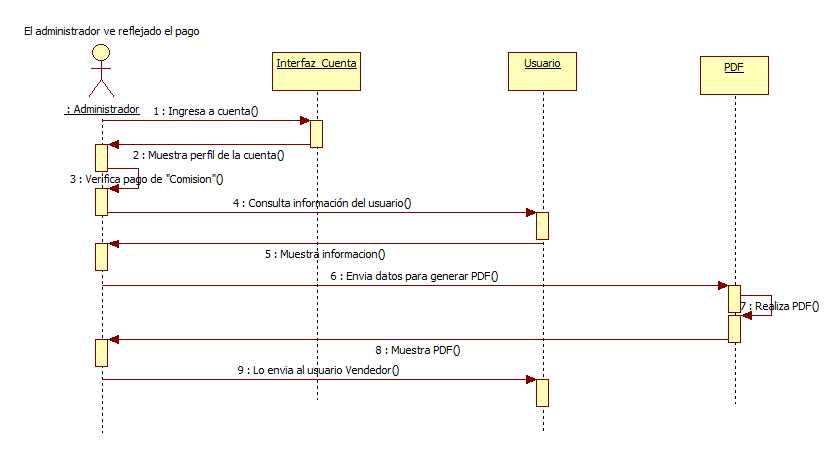 El administrador ve reflejado el pago
Interfaz_Cuenta
Usuario
PDF
: Administrador
1 : Ingresa a cuenta()
2 : Muestra perfil de la cuenta()
3 : Verifica pago de "Comision"()
4 : Consulta información del usuario()
5 : Muestra informacion()
6 : Envia datos para generar PDF()
7 : Realiza PDF()
8 : Muestra PDF()
9 : Lo envia al usuario Vendedor()